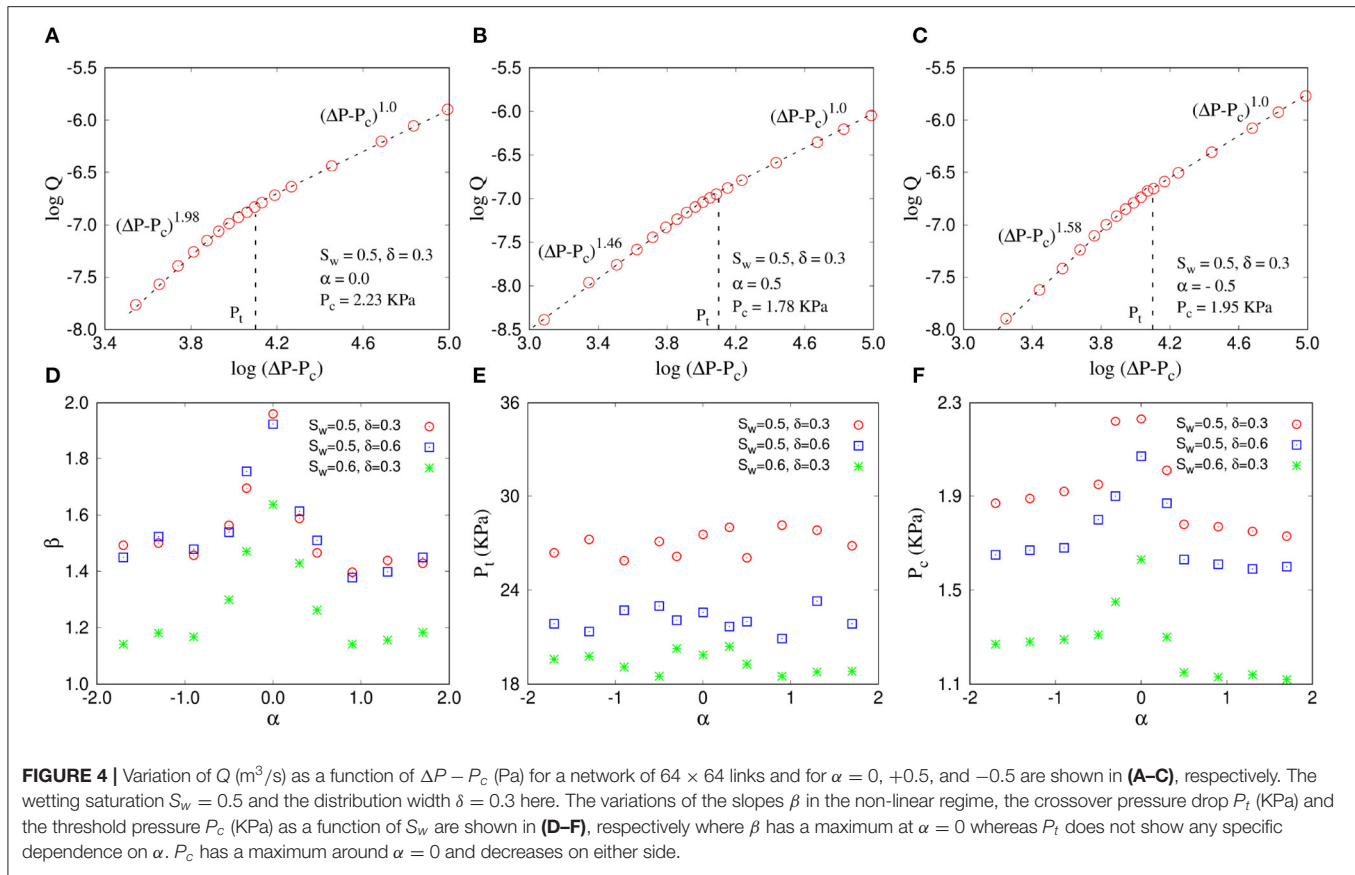 A
-5.5
-6.0
-6.5
-7.0
-7.5
-8.0
log Q
(ΔP-P_c)^1.0
(ΔP-P_c)^1.98
S_w = 0.5, δ = 0.3
α = 0.0
P_c = 2.23 KPa
P_t
3.4 3.8 4.2 4.6 5.0
log (ΔP-P_c)
B
-5.5
-6.0
-6.5
-7.0
-7.5
-8.0
-8.5
log Q
(ΔP-P_c)^1.0
(ΔP-P_c)^1.46
S_w = 0.5, δ = 0.3
α = 0.5
P_c = 1.78 KPa
P_t
3.0 3.4 3.8 4.2 4.6 5.0
log (ΔP-P_c)
C
-5.5
-6.0
-6.5
-7.0
-7.5
-8.0
log Q
(ΔP-P_c)^1.0
(ΔP-P_c)^1.58
S_w = 0.5, δ = 0.3
α = - 0.5
P_c = 1.95 KPa
P_t
3.0 3.4 3.8 4.2 4.6 5.0
log (ΔP-P_c)
D
2.0
1.8
1.6
1.4
1.2
1.0
β
S_w=0.5, δ=0.3
S_w=0.5, δ=0.6
S_w=0.6, δ=0.3
-2.0 -1.0 0.0 1.0 2.0
α
E
36
30
24
18
P_t (KPa)
S_w=0.5, δ=0.3
S_w=0.5, δ=0.6
S_w=0.6, δ=0.3
-2 -1 0 1 2
α
F
2.3
1.9
1.5
1.1
P_c (KPa)
S_w=0.5, δ=0.3
S_w=0.5, δ=0.6
S_w=0.6, δ=0.3
-2 -1 0 1 2
α
FIGURE 4 | Variation of Q (m³/s) as a function of ΔP − P_c (Pa) for a network of 64 × 64 links and for α = 0, +0.5, and −0.5 are shown in (A–C), respectively. The
wetting saturation S_w = 0.5 and the distribution width δ = 0.3 here. The variations of the slopes β in the non-linear regime, the crossover pressure drop P_t (KPa) and
the threshold pressure P_c (KPa) as a function of S_w are shown in (D–F), respectively where β has a maximum at α = 0 whereas P_t does not show any specific
dependence on α. P_c has a maximum around α = 0 and decreases on either side.